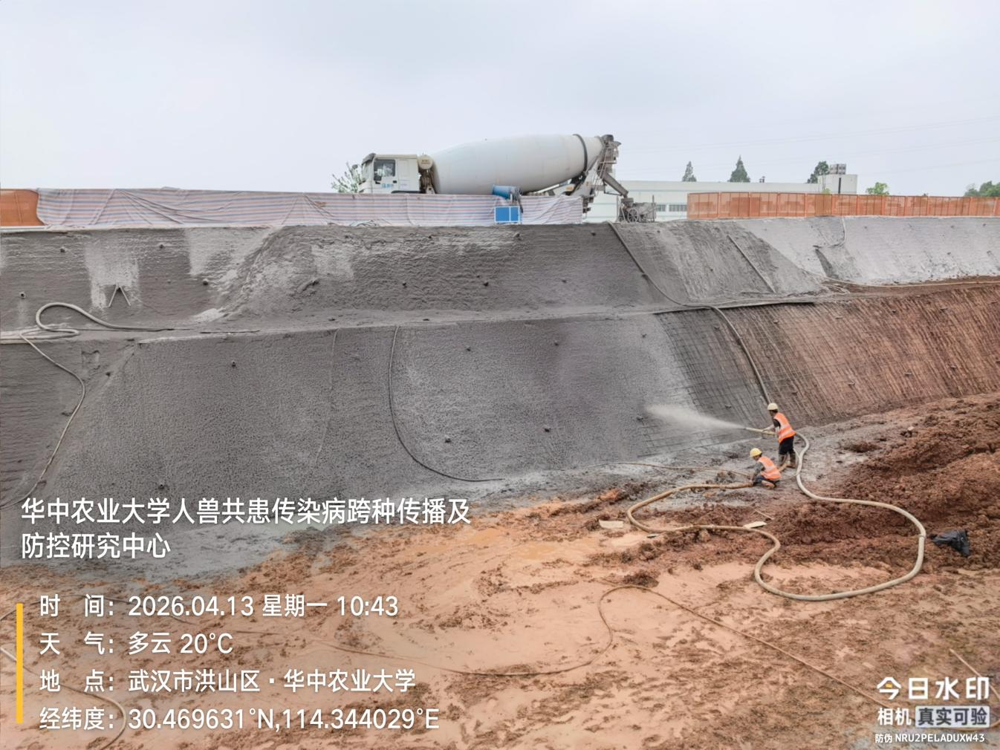 华中农业大学人兽共患传染病跨种传播及
防控研究中心
时 间：2026.04.13 星期一 10:43
天 气：多云 20°C
地 点：武汉市洪山区·华中农业大学
经纬度：30.469631°N,114.344029°E
今日水印
相机 真实可验
防伪 NRU2PELADUXW43